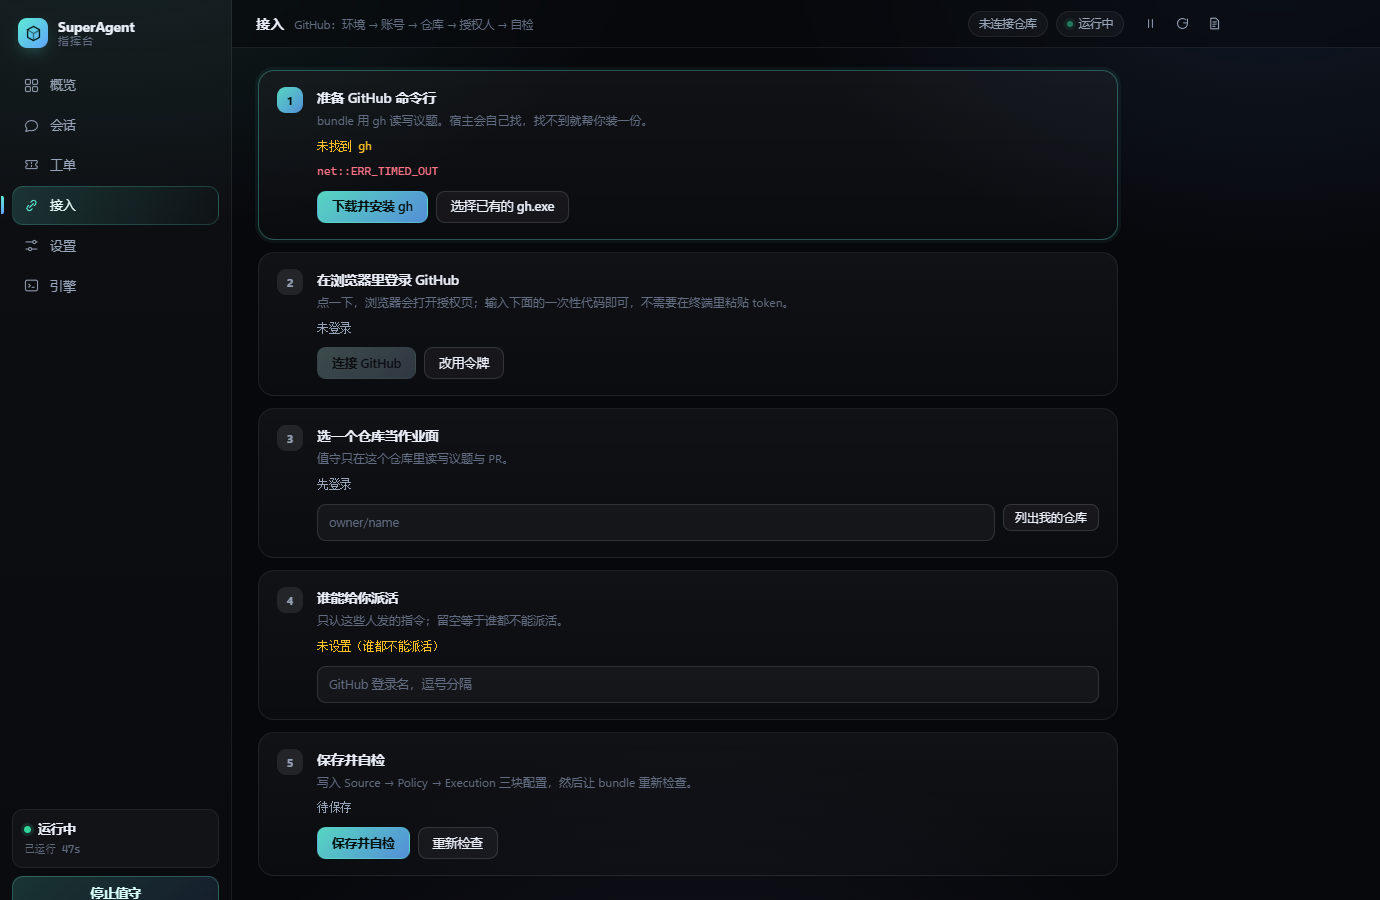 SuperAgent
指挥台
概览
会话
工单
接入
设置
引擎
运行中
已运行 47s
停止值守
接入 GitHub：环境 → 账号 → 仓库 → 授权人 → 自检
未连接仓库
运行中
1
准备 GitHub 命令行
bundle 用 gh 读写议题。宿主会自己找，找不到就帮你装一份。
未找到 gh
net::ERR_TIMED_OUT
下载并安装 gh
选择已有的 gh.exe
2
在浏览器里登录 GitHub
点一下，浏览器会打开授权页；输入下面的一次性代码即可，不需要在终端里粘贴 token。
未登录
连接 GitHub
改用令牌
3
选一个仓库当作业面
值守只在这个仓库里读写议题与 PR。
先登录
owner/name
列出我的仓库
4
谁能给你派活
只认这些人发的指令；留空等于谁都不能派活。
未设置（谁都不能派活）
GitHub 登录名，逗号分隔
5
保存并自检
写入 Source → Policy → Execution 三块配置，然后让 bundle 重新检查。
待保存
保存并自检
重新检查